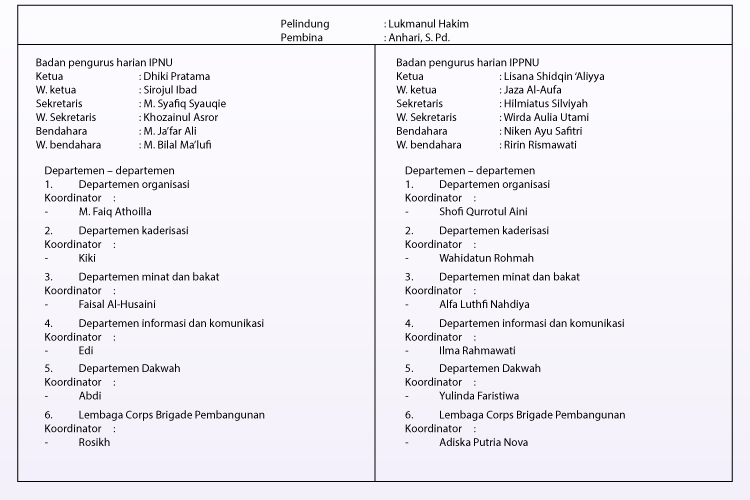 Pelindung : Lukmanul Hakim
Pembina : Anhari, S. Pd.
Badan pengurus harian IPNU
Ketua : Dhiki Pratama
W. ketua : Sirojul Ibad
Sekretaris : M. Syafiq Syauqie
W. Sekretaris : Khozainul Asror
Bendahara : M. Ja'far Ali
W. bendahara : M. Bilal Ma'lufi
Departemen – departemen
1. Departemen organisasi
Koordinator :
- M. Faiq Athoilla
2. Departemen kaderisasi
Koordinator :
- Kiki
3. Departemen minat dan bakat
Koordinator :
- Faisal Al-Husaini
4. Departemen informasi dan komunikasi
Koordinator :
- Edi
5. Departemen Dakwah
Koordinator :
- Abdi
6. Lembaga Corps Brigade Pembangunan
Koordinator :
- Rosikh
Badan pengurus harian IPPNU
Ketua : Lisana Shidqin 'Aliyya
W. ketua : Jaza Al-Aufa
Sekretaris : Hilmiatus Silviyah
W. Sekretaris : Wirda Aulia Utami
Bendahara : Niken Ayu Safitri
W. bendahara : Ririn Rismawati
Departemen – departemen
1. Departemen organisasi
Koordinator :
- Shofi Qurrotul Aini
2. Departemen kaderisasi
Koordinator :
- Wahidatun Rohmah
3. Departemen minat dan bakat
Koordinator :
- Alfa Luthfi Nahdiya
4. Departemen informasi dan komunikasi
Koordinator :
- Ilma Rahmawati
5. Departemen Dakwah
Koordinator :
- Yulinda Faristiwa
6. Lembaga Corps Brigade Pembangunan
Koordinator :
- Adiska Putria Nova